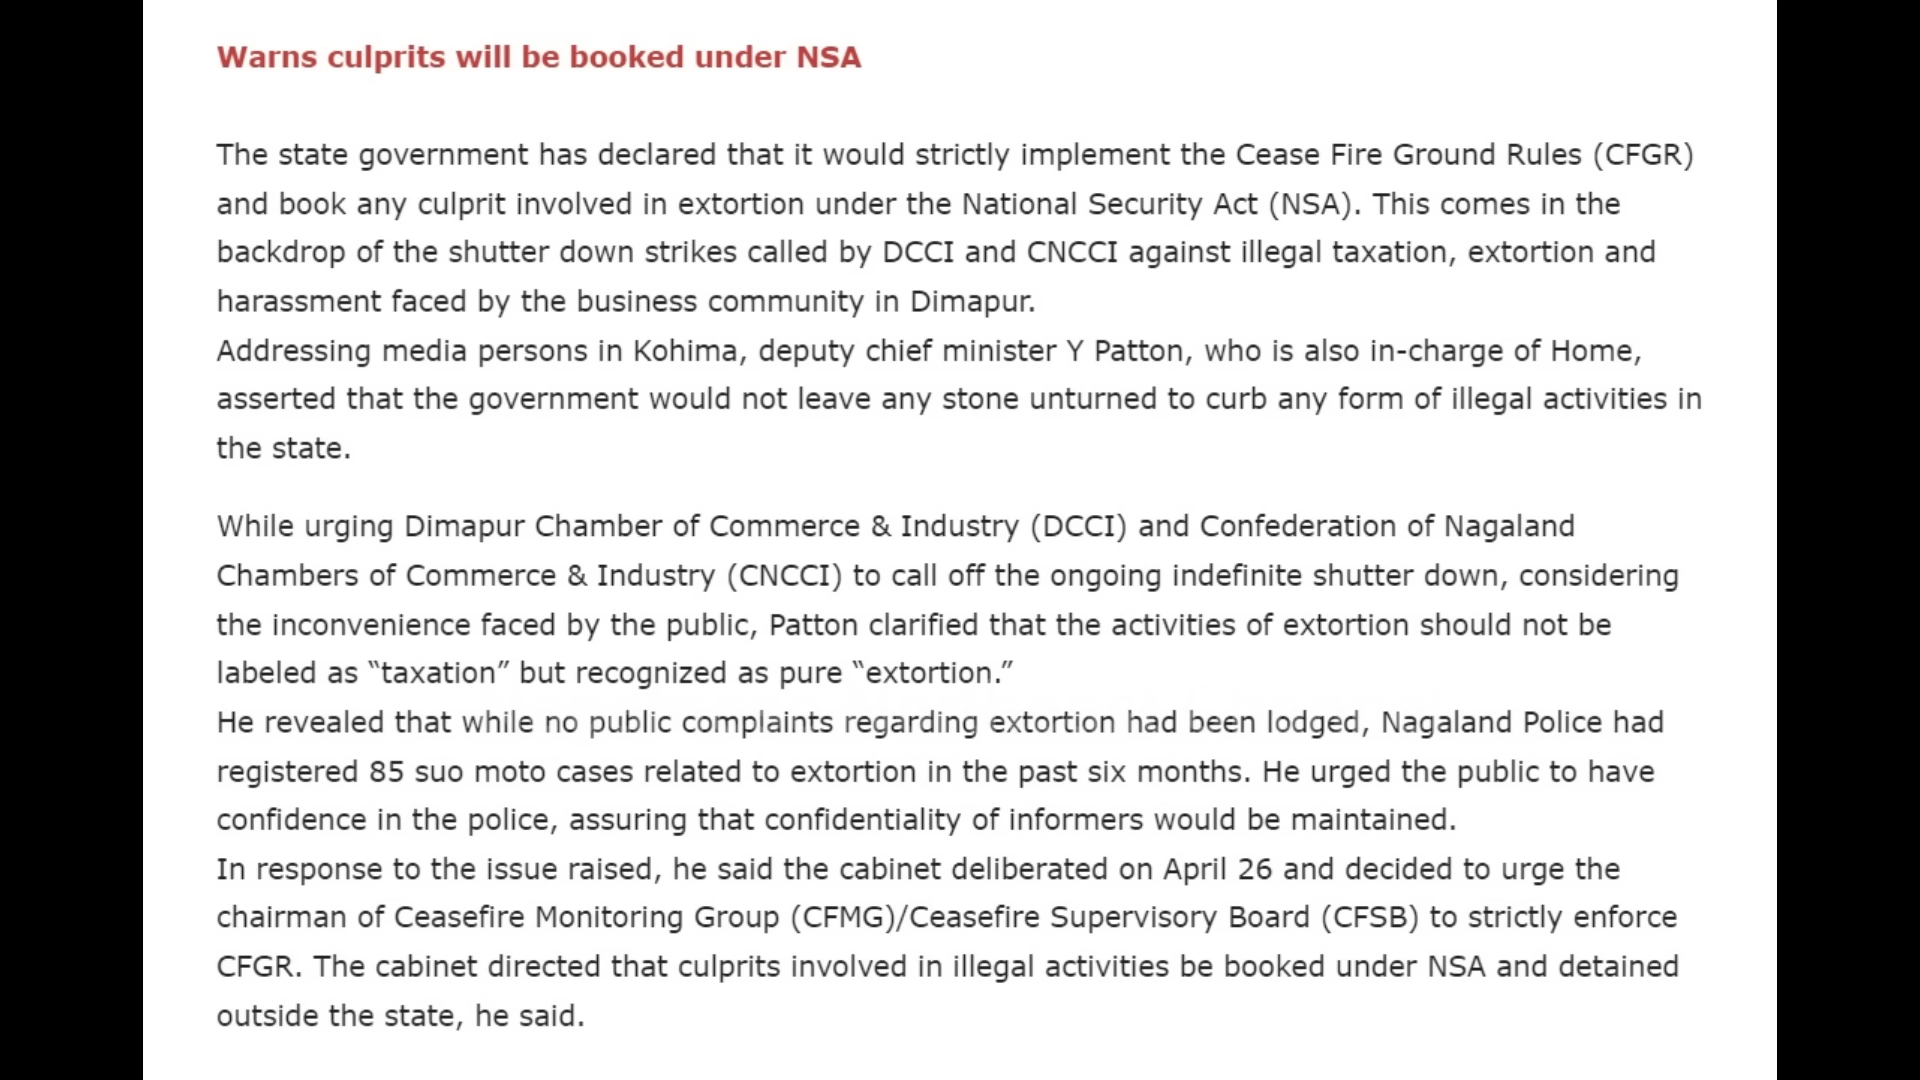 Warns culprits will be booked under NSA
The state government has declared that it would strictly implement the Cease Fire Ground Rules (CFGR)
and book any culprit involved in extortion under the National Security Act (NSA). This comes in the
backdrop of the shutter down strikes called by DCCI and CNCCI against illegal taxation, extortion and
harassment faced by the business community in Dimapur.
Addressing media persons in Kohima, deputy chief minister Y Patton, who is also in-charge of Home,
asserted that the government would not leave any stone unturned to curb any form of illegal activities in
the state.
While urging Dimapur Chamber of Commerce & Industry (DCCI) and Confederation of Nagaland
Chambers of Commerce & Industry (CNCCI) to call off the ongoing indefinite shutter down, considering
the inconvenience faced by the public, Patton clarified that the activities of extortion should not be
labeled as “taxation” but recognized as pure “extortion.”
He revealed that while no public complaints regarding extortion had been lodged, Nagaland Police had
registered 85 suo moto cases related to extortion in the past six months. He urged the public to have
confidence in the police, assuring that confidentiality of informers would be maintained.
In response to the issue raised, he said the cabinet deliberated on April 26 and decided to urge the
chairman of Ceasefire Monitoring Group (CFMG)/Ceasefire Supervisory Board (CFSB) to strictly enforce
CFGR. The cabinet directed that culprits involved in illegal activities be booked under NSA and detained
outside the state, he said.